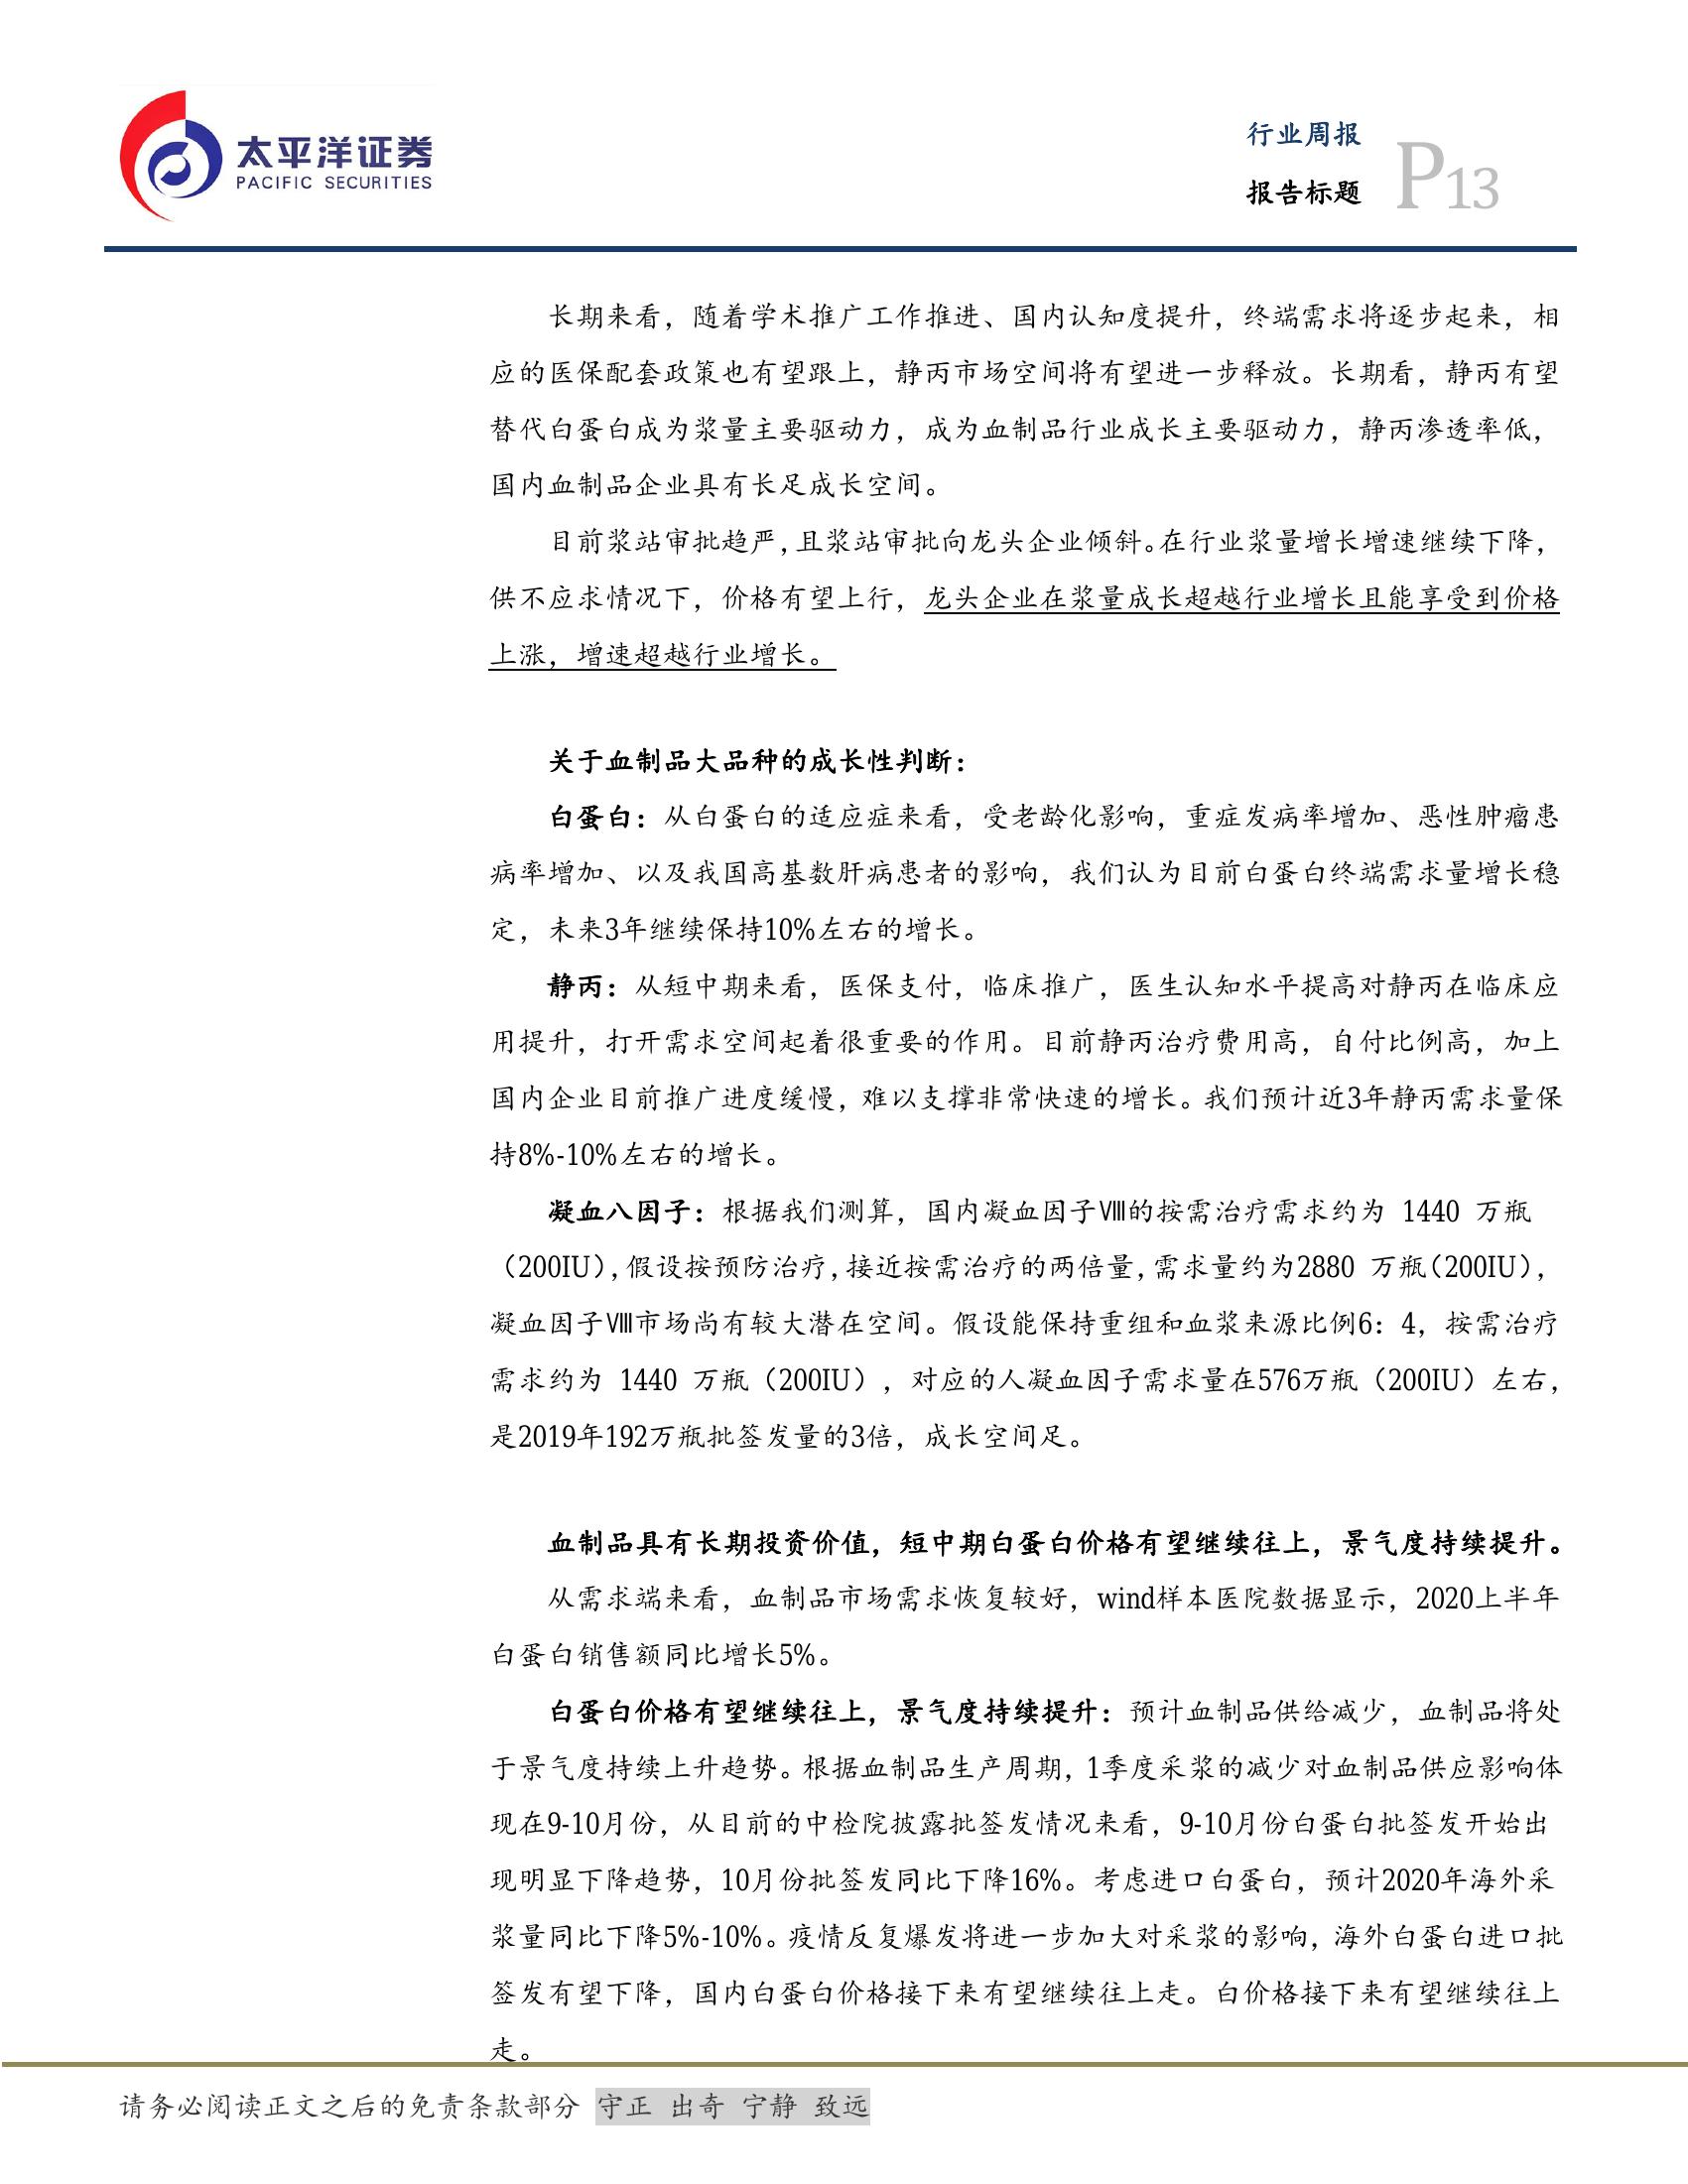 太平洋证券
PACIFIC SECURITIES
行业周报
报告标题
P13
长期来看，随着学术推广工作推进、国内认知度提升，终端需求将逐步起来，相
应的医保配套政策也有望跟上，静丙市场空间将有望进一步释放。长期看，静丙有望
替代白蛋白成为浆量主要驱动力，成为血制品行业成长主要驱动力，静丙渗透率低，
国内血制品企业具有长足成长空间。
目前浆站审批趋严，且浆站审批向龙头企业倾斜。在行业浆量增长增速继续下降，
供不应求情况下，价格有望上行，龙头企业在浆量成长超越行业增长且能享受到价格
上涨，增速超越行业增长。
关于血制品大品种的成长性判断：
白蛋白：从白蛋白的适应症来看，受老龄化影响，重症发病率增加、恶性肿瘤患
病率增加、以及我国高基数肝病患者的影响，我们认为目前白蛋白终端需求量增长稳
定，未来3年继续保持10%左右的增长。
静丙：从短中期来看，医保支付，临床推广，医生认知水平提高对静丙在临床应
用提升，打开需求空间起着很重要的作用。目前静丙治疗费用高，自付比例高，加上
国内企业目前推广进度缓慢，难以支撑非常快速的增长。我们预计近3年静丙需求量保
持8%-10%左右的增长。
凝血八因子：根据我们测算，国内凝血因子Ⅷ的按需治疗需求约为 1440 万瓶
（200IU），假设按预防治疗，接近按需治疗的两倍量，需求量约为2880 万瓶（200IU），
凝血因子Ⅷ市场尚有较大潜在空间。假设能保持重组和血浆来源比例6：4，按需治疗
需求约为 1440 万瓶（200IU），对应的人凝血因子需求量在576万瓶（200IU）左右，
是2019年192万瓶批签发量的3倍，成长空间足。
血制品具有长期投资价值，短中期白蛋白价格有望继续往上，景气度持续提升。
从需求端来看，血制品市场需求恢复较好，wind样本医院数据显示，2020上半年
白蛋白销售额同比增长5%。
白蛋白价格有望继续往上，景气度持续提升：预计血制品供给减少，血制品将处
于景气度持续上升趋势。根据血制品生产周期，1季度采浆的减少对血制品供应影响体
现在9-10月份，从目前的中检院披露批签发情况来看，9-10月份白蛋白批签发开始出
现明显下降趋势，10月份批签发同比下降16%。考虑进口白蛋白，预计2020年海外采
浆量同比下降5%-10%。疫情反复爆发将进一步加大对采浆的影响，海外白蛋白进口批
签发有望下降，国内白蛋白价格接下来有望继续往上走。白价格接下来有望继续往上
走。
请务必阅读正文之后的免责条款部分 守正 出奇 宁静 致远